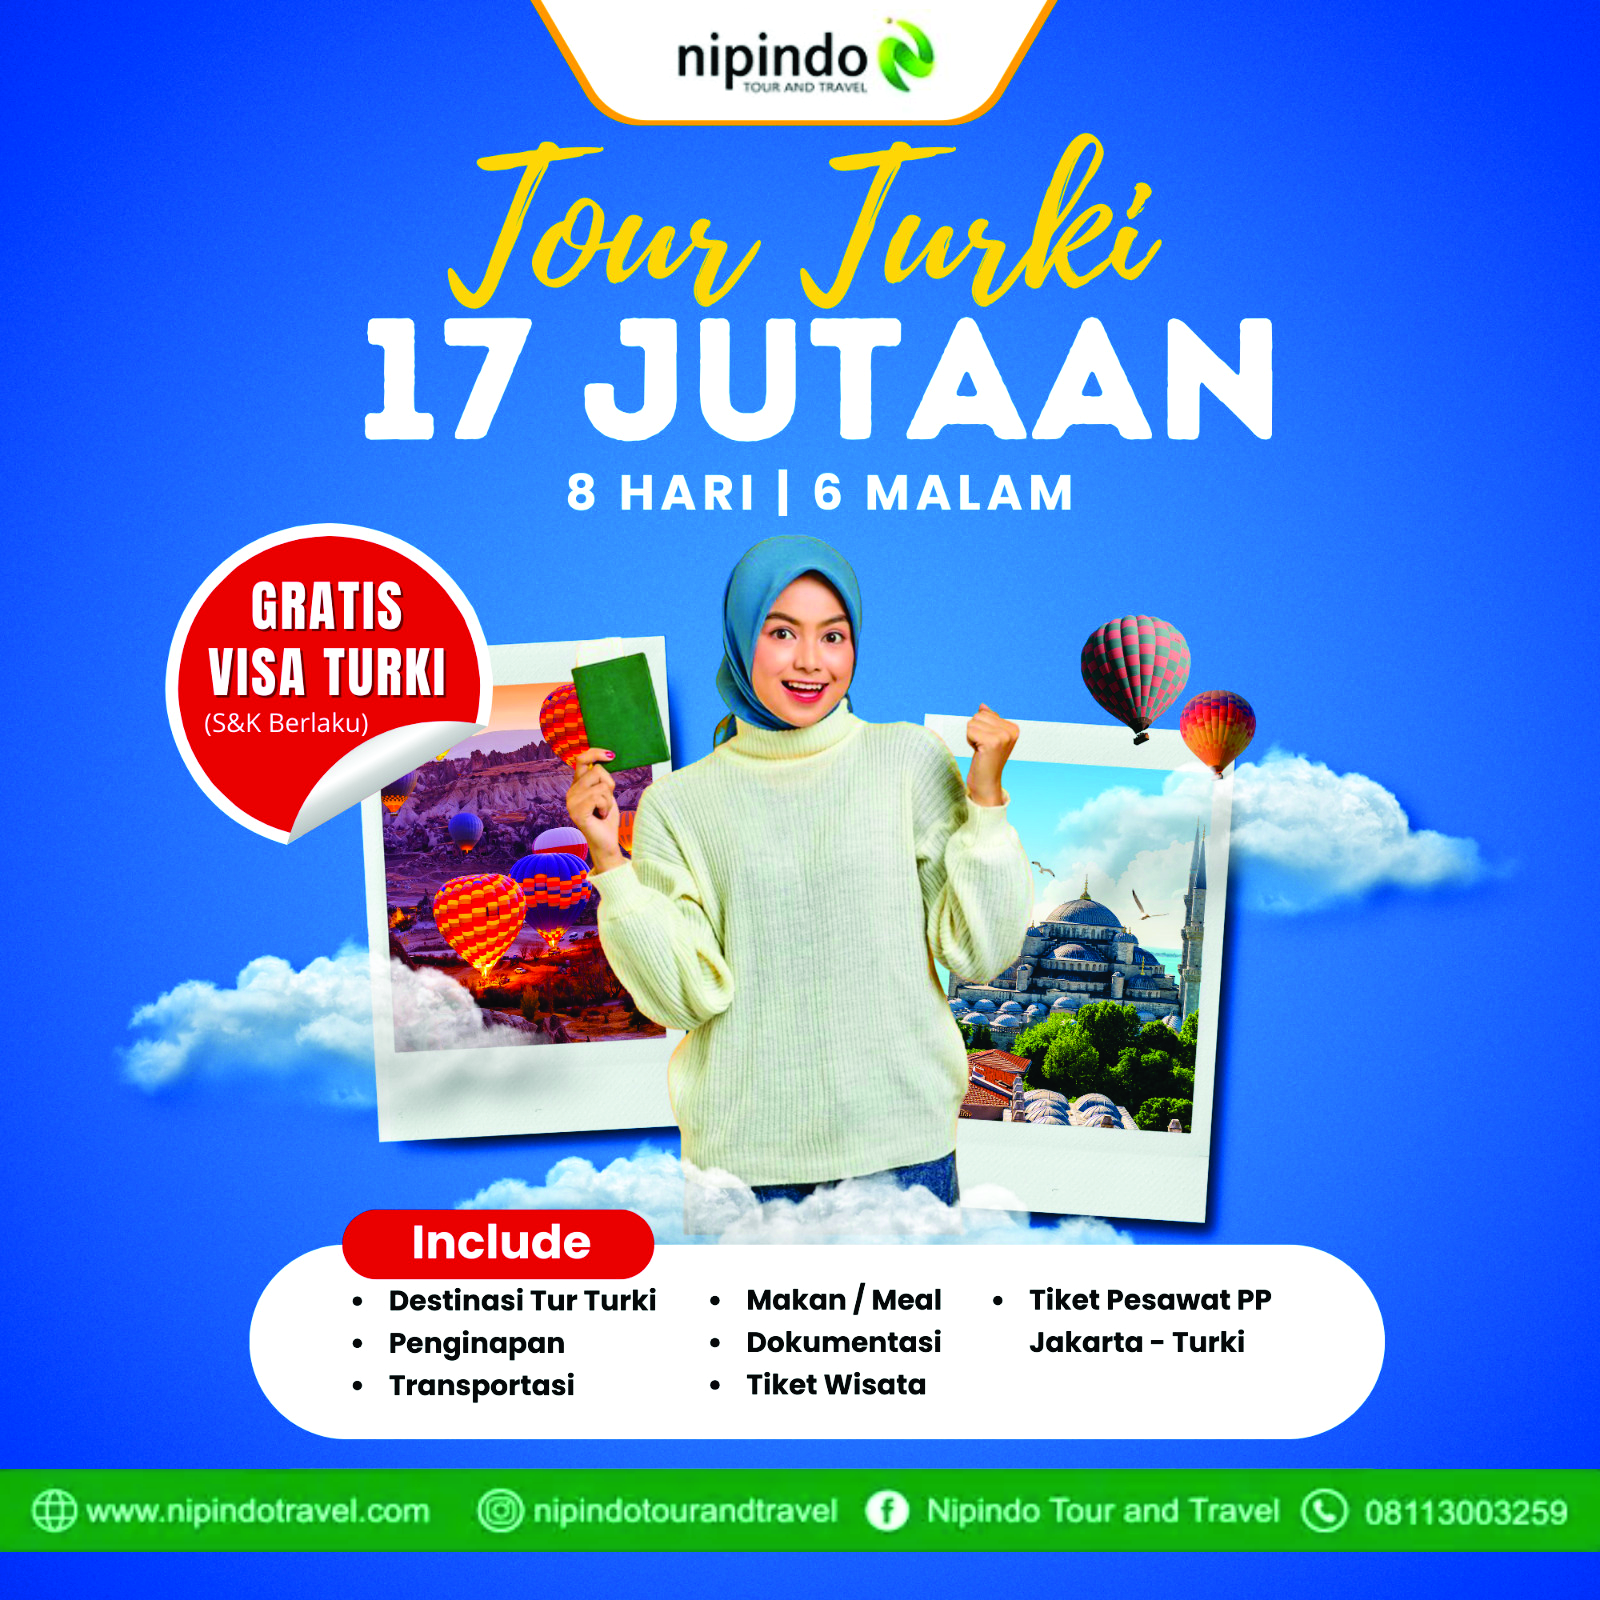 nipindo
TOUR AND TRAVEL
Tour Turki
17 JUTAAN
8 HARI | 6 MALAM
GRATIS
VISA TURKI
(S&K Berlaku)
Include
• Destinasi Tur Turki
• Penginapan
• Transportasi
• Makan / Meal
• Dokumentasi
• Tiket Wisata
• Tiket Pesawat PP
Jakarta - Turki
www.nipindotravel.com nipindotourandtravel Nipindo Tour and Travel 08113003259